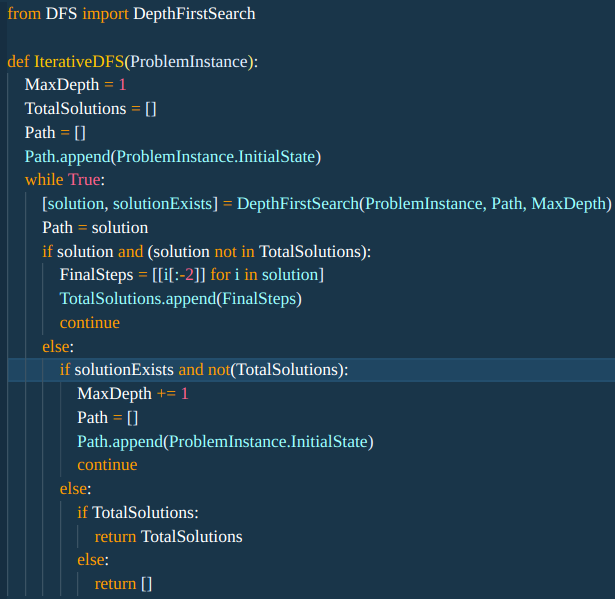 from DFS import DepthFirstSearch
def IterativeDFS(ProblemInstance):
MaxDepth = 1
TotalSolutions = []
Path = []
Path.append(ProblemInstance.InitialState)
while True:
[solution, solutionExists] = DepthFirstSearch(ProblemInstance, Path, MaxDepth)
Path = solution
if solution and (solution not in TotalSolutions):
FinalSteps = [[i[:-2]] for i in solution]
TotalSolutions.append(FinalSteps)
continue
else:
if solutionExists and not(TotalSolutions):
MaxDepth += 1
Path = []
Path.append(ProblemInstance.InitialState)
continue
else:
if TotalSolutions:
return TotalSolutions
else:
return []